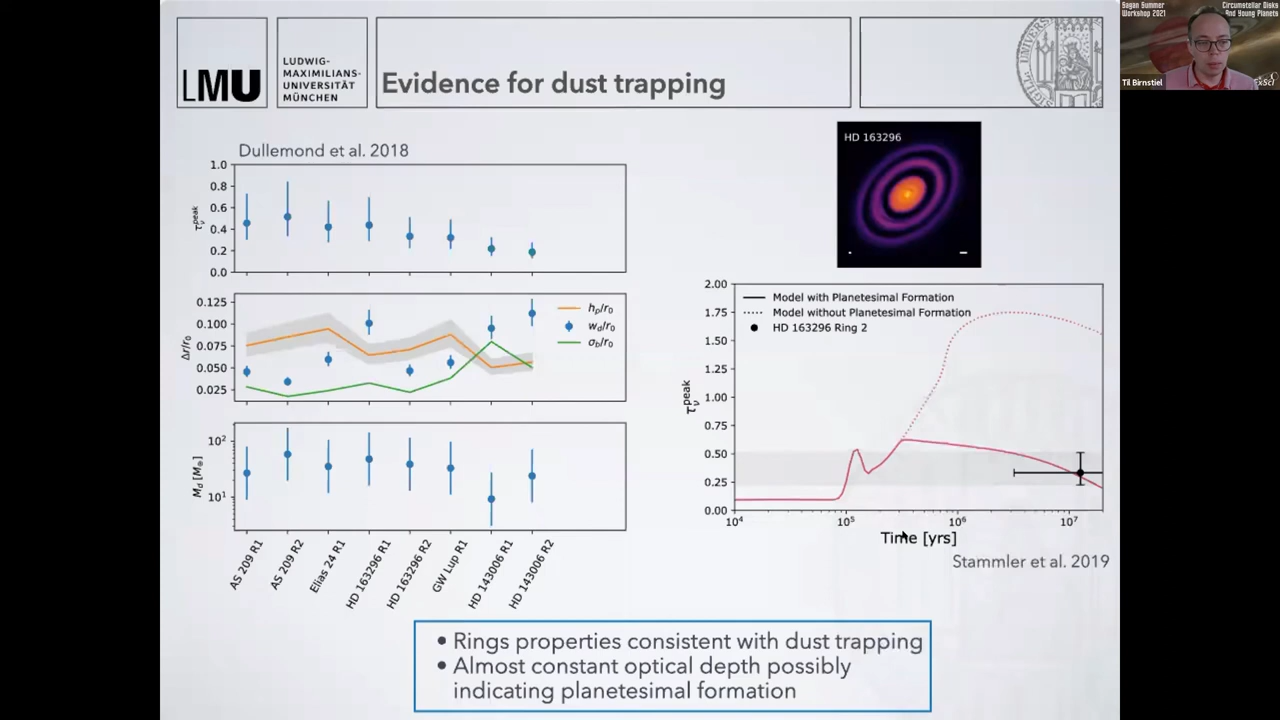 LMU
LUDWIG-
MAXIMILIANS-
UNIVERSITÄT
MÜNCHEN
Evidence for dust trapping
Sagan Summer
Workshop 2021
Circumstellar Disks
And Young Planets
Til Birnstiel
Dullemond et al. 2018
τν^peak
1.0
0.8
0.6
0.4
0.2
0.0
Δr/r₀
0.125
0.100
0.075
0.050
0.025
hₚ/r₀
w_d/r₀
σ_b/r₀
M_d [M⊕]
10²
10¹
AS 209 R1
AS 209 R2
Elias 24 R1
HD 163296 R1
HD 163296 R2
GW Lup R1
HD 143006 R1
HD 143006 R2
HD 163296
τν^peak
2.00
1.75
1.50
1.25
1.00
0.75
0.50
0.25
0.00
Model with Planetesimal Formation
Model without Planetesimal Formation
HD 163296 Ring 2
10⁴
10⁵
10⁶
10⁷
Time [yrs]
Stammler et al. 2019
• Rings properties consistent with dust trapping
• Almost constant optical depth possibly
indicating planetesimal formation